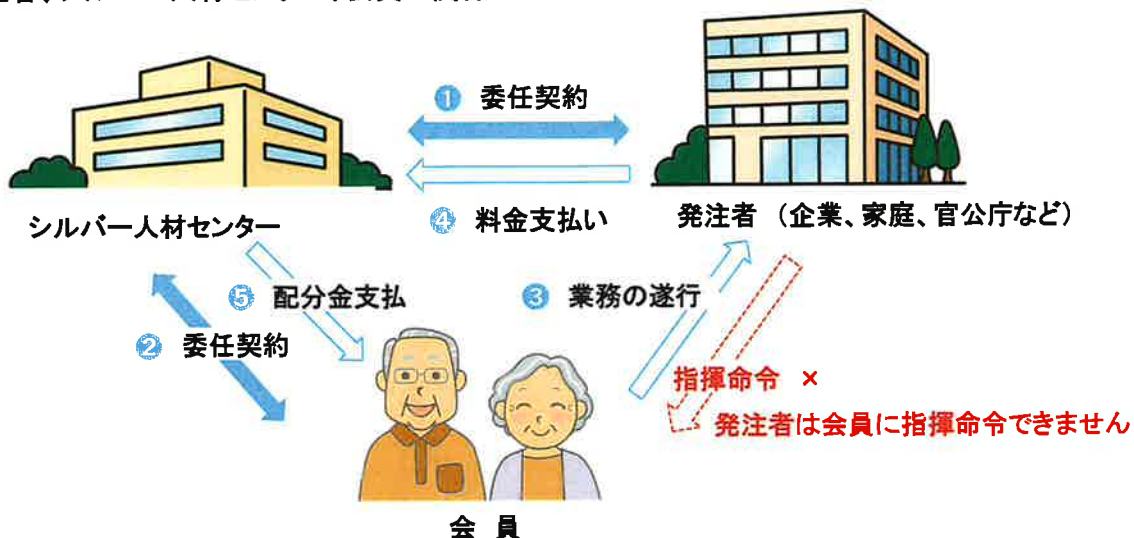 ❶ 委任契約
❹ 料金支払い
シルバー人材センター
発注者 (企業、家庭、官公庁など)
❺ 配分金支払
❸ 業務の遂行
❷ 委任契約
指揮命令 ×
発注者は会員に指揮命令できません
会 員